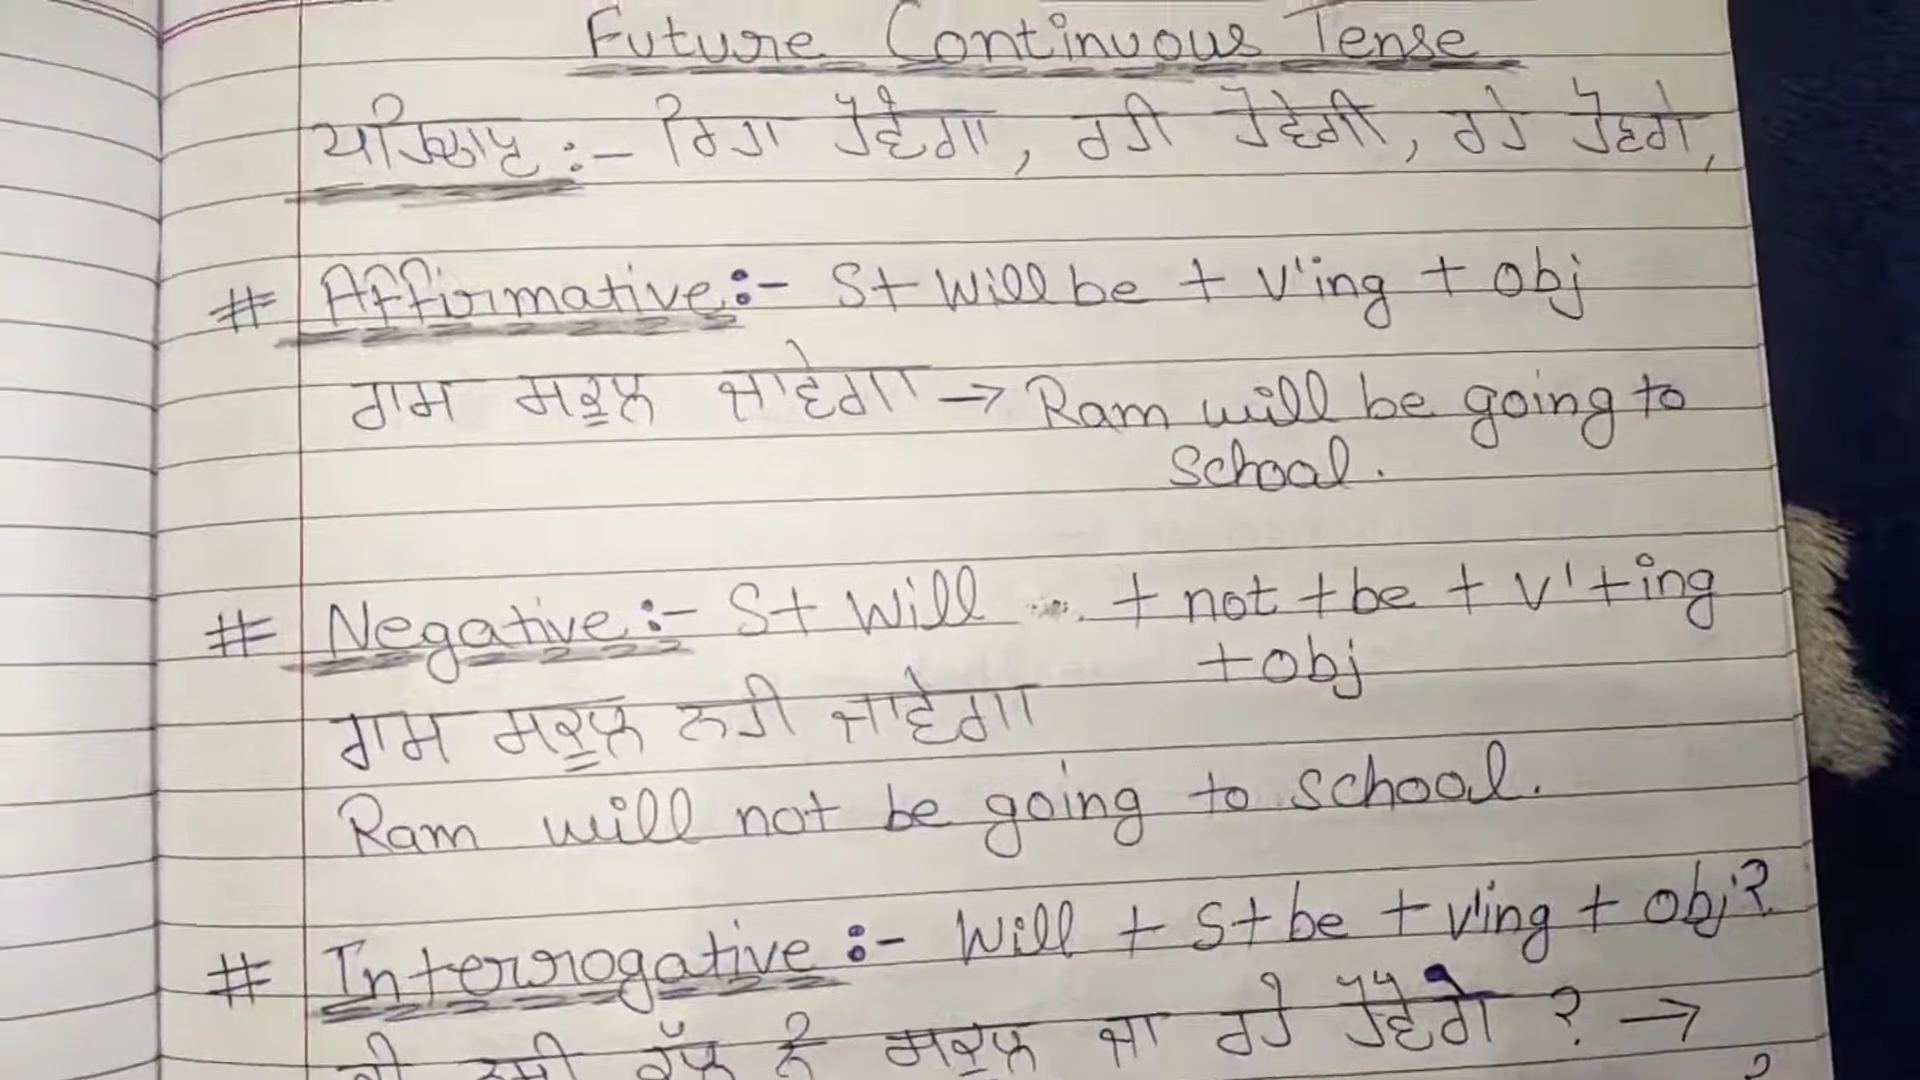 Future Continuous Tense
ਪਹਿਚਾਣ :- ਰਿਹਾ ਹੋਵੇਗਾ, ਰਹੀ ਹੋਵੇਗੀ, ਰਹੇ ਹੋਵਗੇ,
# Affirmative :- S+ will be + V'ing + obj
ਰਾਮ ਸਕੂਲ ਜਾਵੇਗਾ → Ram will be going to
School.
# Negative :- S+ Will + not + be + V'+ing
+obj
ਰਾਮ ਸਕੂਲ ਨਹੀ ਜਾਵੇਗਾ
Ram will not be going to school.
# Interrogative :- Will + S+ be + V'ing + obj?
ਕੀ ਤੁਸੀ ਕੱਲ ਨੂੰ ਸਕੂਲ ਜਾ ਰਹੇ ਹੋਵੋਗੇ ? →